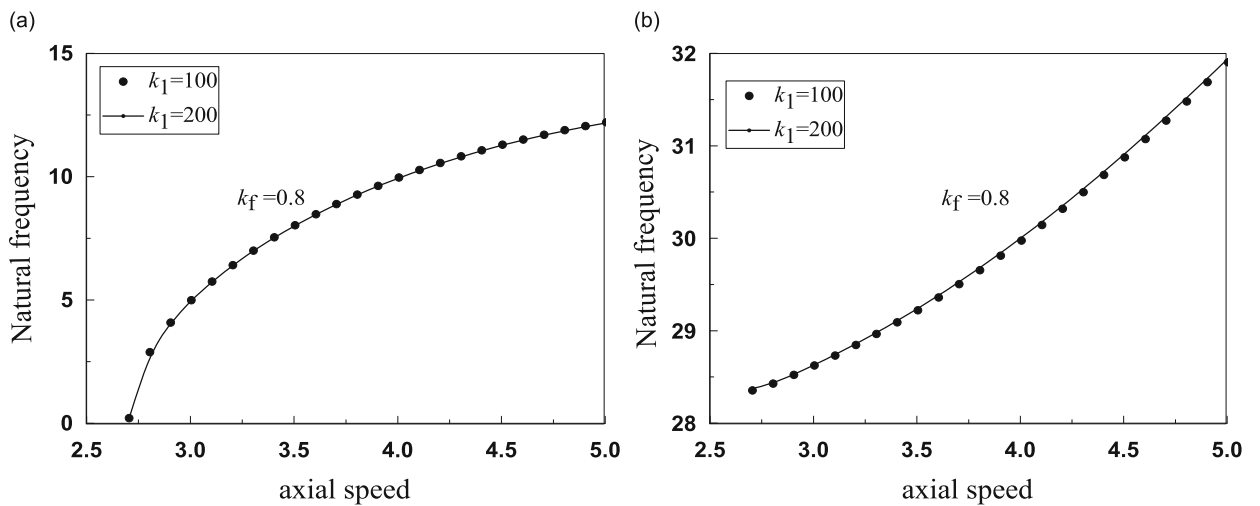 (a)
15
10
5
0
Natural frequency
k1=100
k1=200
kf =0.8
2.5 3.0 3.5 4.0 4.5 5.0
axial speed
(b)
32
31
30
29
28
Natural frequency
k1=100
k1=200
kf =0.8
2.5 3.0 3.5 4.0 4.5 5.0
axial speed